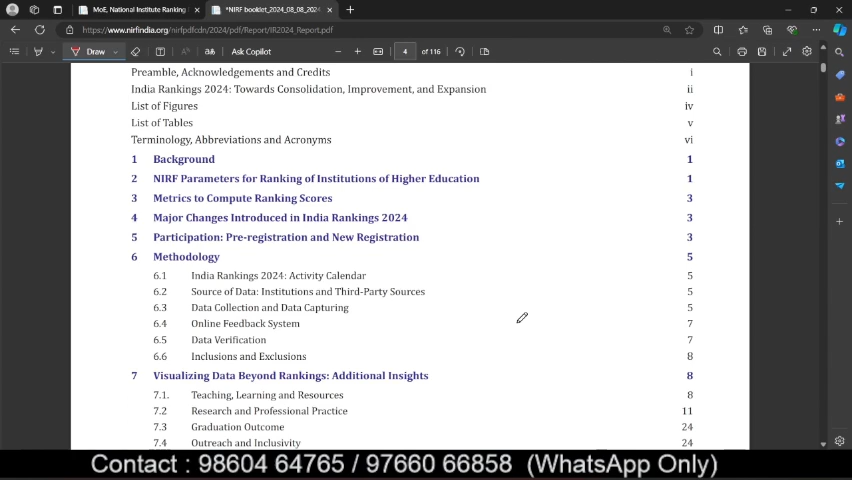 MoE, National Institute Ranking
*NIRF booklet_2024_08_08_2024
https://www.nirfindia.org/nirfpdfcdn/2024/pdf/Report/IR2024_Report.pdf
Draw
Ask Copilot
4 of 116
Preamble, Acknowledgements and Credits i
India Rankings 2024: Towards Consolidation, Improvement, and Expansion ii
List of Figures iv
List of Tables v
Terminology, Abbreviations and Acronyms vi
1 Background 1
2 NIRF Parameters for Ranking of Institutions of Higher Education 1
3 Metrics to Compute Ranking Scores 3
4 Major Changes Introduced in India Rankings 2024 3
5 Participation: Pre-registration and New Registration 3
6 Methodology 5
6.1 India Rankings 2024: Activity Calendar 5
6.2 Source of Data: Institutions and Third-Party Sources 5
6.3 Data Collection and Data Capturing 5
6.4 Online Feedback System 7
6.5 Data Verification 7
6.6 Inclusions and Exclusions 8
7 Visualizing Data Beyond Rankings: Additional Insights 8
7.1. Teaching, Learning and Resources 8
7.2 Research and Professional Practice 11
7.3 Graduation Outcome 24
7.4 Outreach and Inclusivity 24
Contact : 98604 64765 / 97660 66858 (WhatsApp Only)